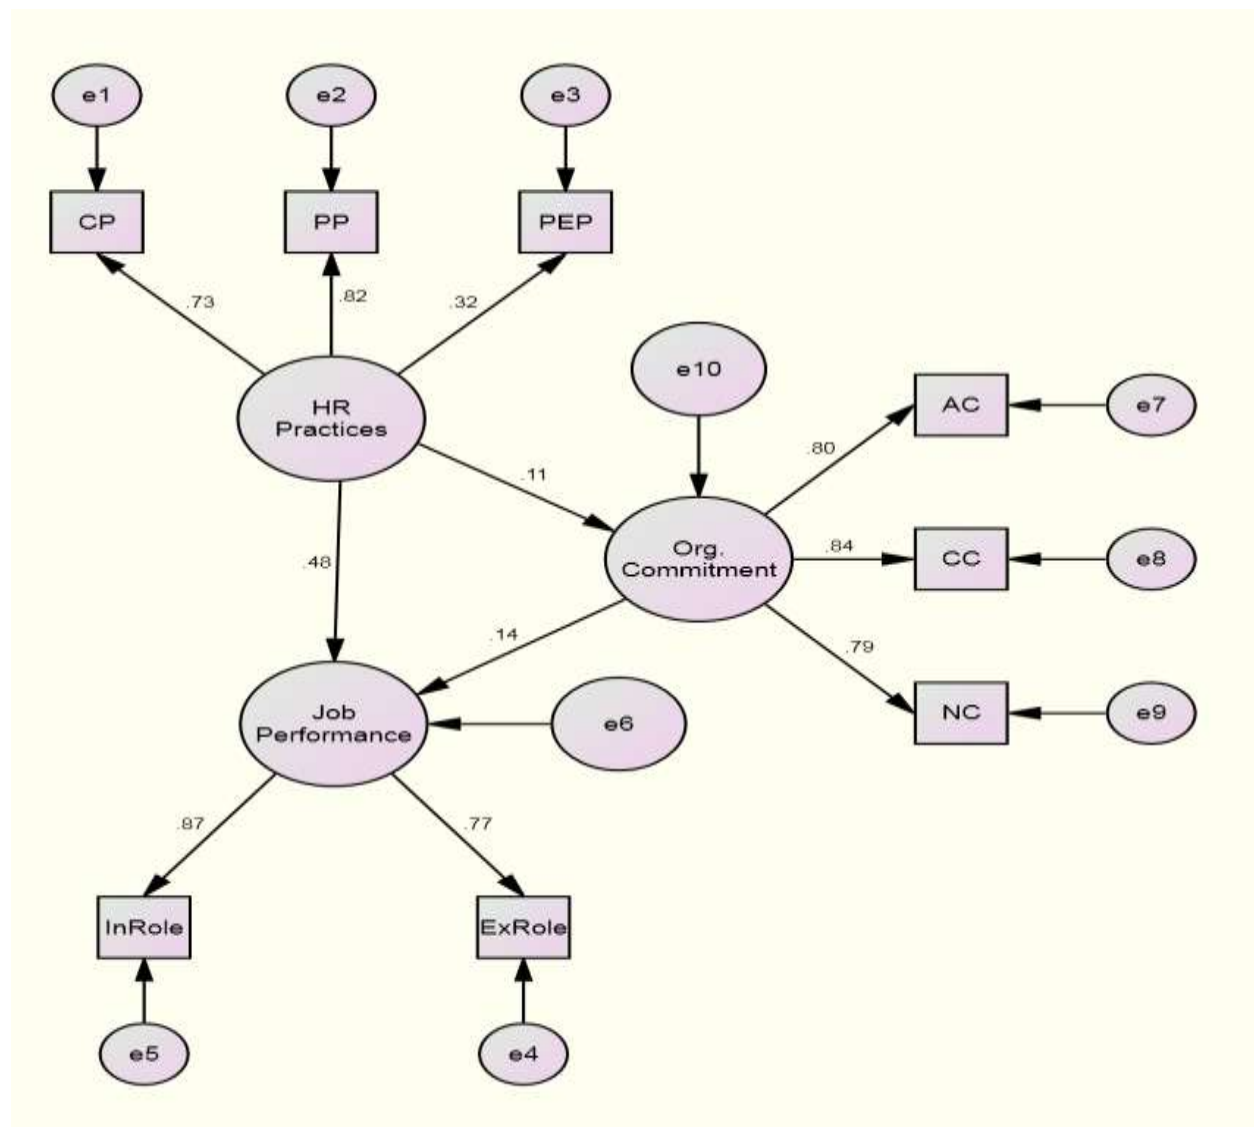 e1
e2
e3
CP
PP
PEP
.73
.82
.32
e10
HR
Practices
AC
e7
.80
.11
Org.
Commitment
.84
CC
e8
.48
.14
.79
Job
Performance
e6
NC
e9
.87
.77
InRole
ExRole
e5
e4